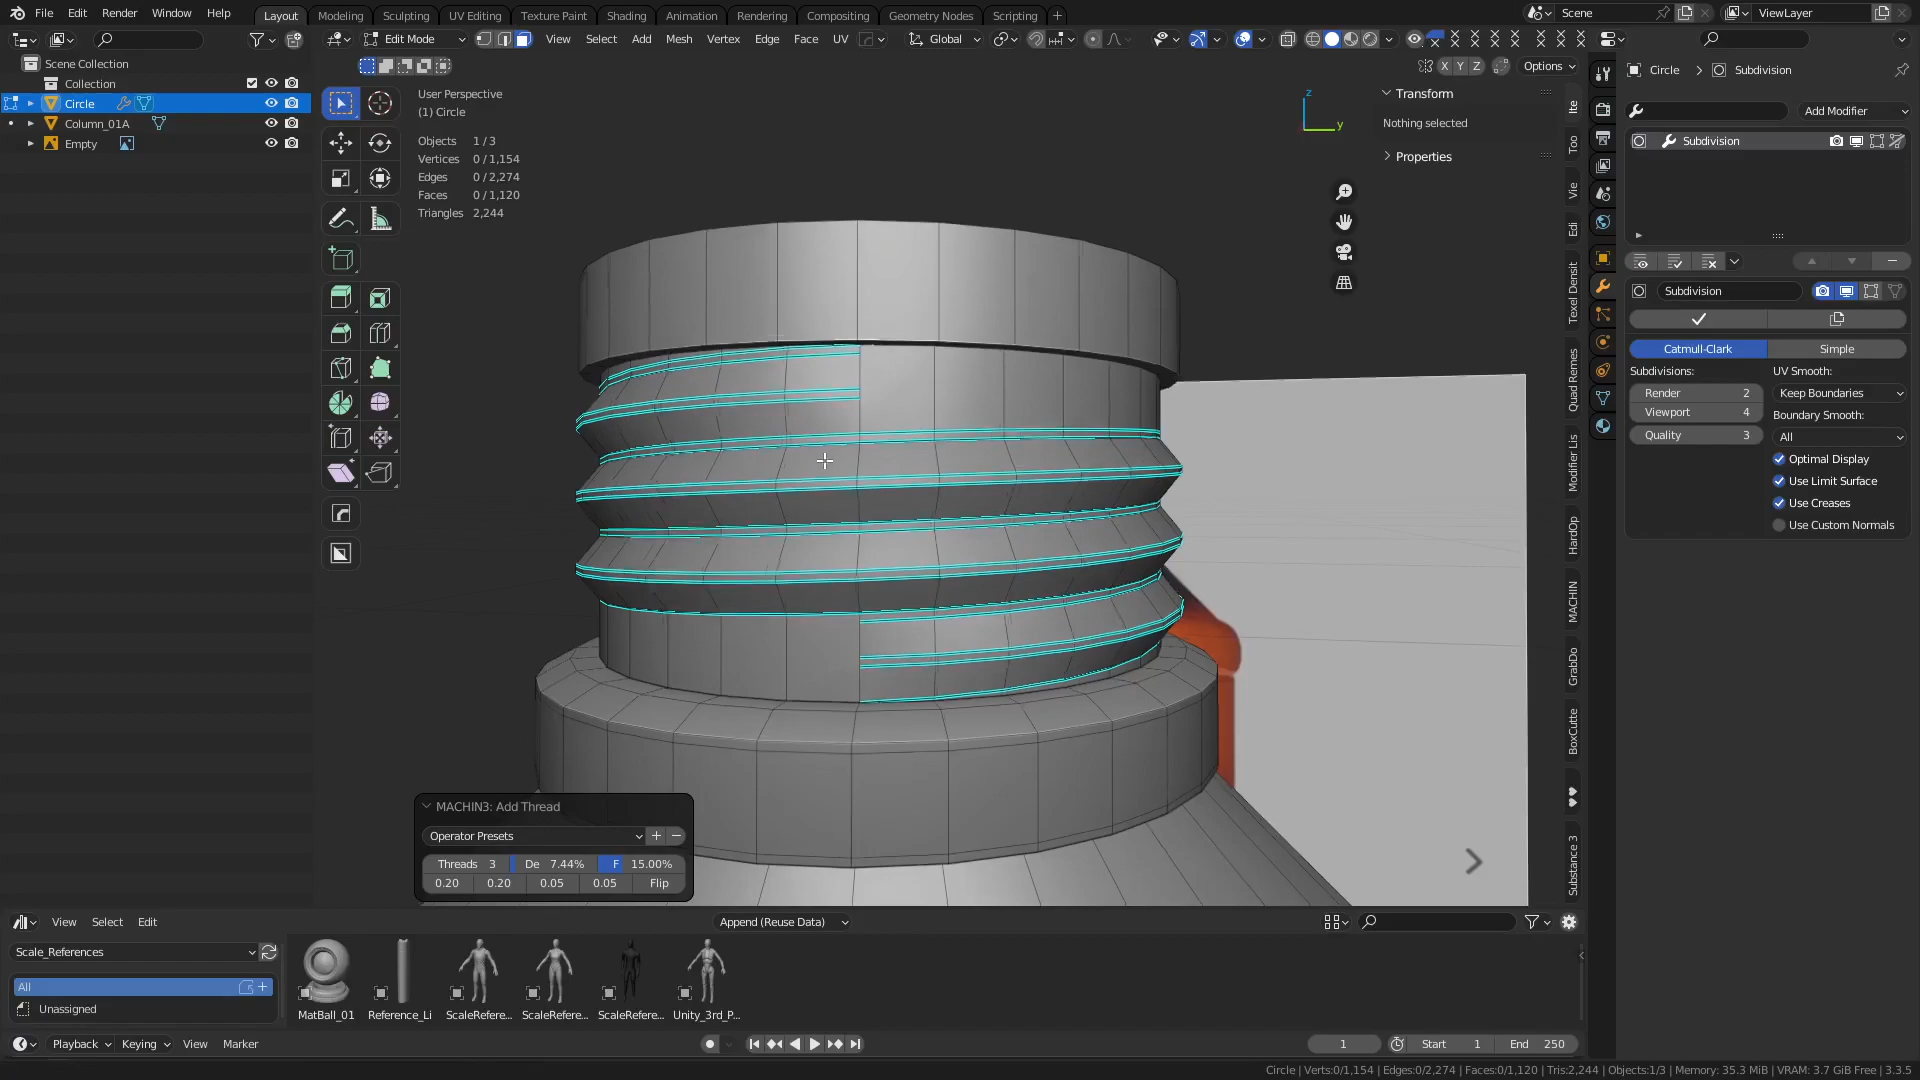 File Edit Render Window Help Layout Modeling Sculpting UV Editing Texture Paint Shading Animation Rendering Compositing Geometry Nodes Scripting + Scene ViewLayer
Edit Mode View Select Add Mesh Vertex Edge Face UV Global
X Y Z Options
Scene Collection
Collection
Circle
Column_01A
Empty
User Perspective
(1) Circle
Objects 1 / 3
Vertices 0 / 1,154
Edges 0 / 2,274
Faces 0 / 1,120
Triangles 2,244
z
y
Transform
Nothing selected
Properties
Ite
Too
Vie
Edi
Texel Densit
Quad Remes
Modifier Lis
HardOp
MACHIN
GrabDo
BoxCutte
Substance 3
Circle > Subdivision
Add Modifier
Subdivision
Subdivision
Catmull-Clark Simple
Subdivisions: UV Smooth:
Render 2 Keep Boundaries
Viewport 4 Boundary Smooth:
Quality 3 All
Optimal Display
Use Limit Surface
Use Creases
Use Custom Normals
MACHIN3: Add Thread
Operator Presets
Threads 3 De 7.44% F 15.00%
0.20 0.20 0.05 0.05 Flip
View Select Edit Append (Reuse Data)
Scale_References
All
Unassigned
MatBall_01 Reference_Li ScaleRefere... ScaleRefere... ScaleRefere... Unity_3rd_P...
Playback Keying View Marker 1 Start 1 End 250
Circle | Verts:0/1,154 | Edges:0/2,274 | Faces:0/1,120 | Tris:2,244 | Objects:1/3 | Memory: 35.3 MiB | VRAM: 3.7 GiB Free | 3.3.5